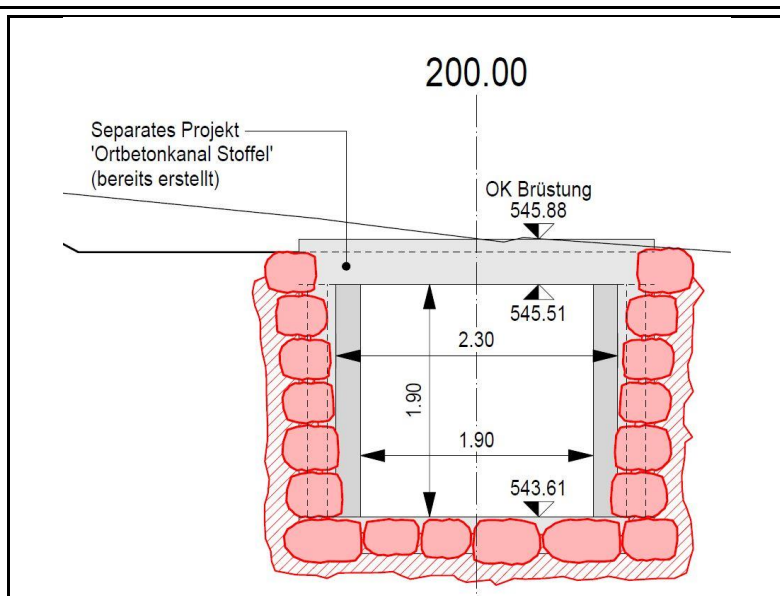 200.00
Separates Projekt
'Ortbetonkanal Stoffel'
(bereits erstellt)
OK Brüstung
545.88
545.51
2.30
1.90
1.90
543.61